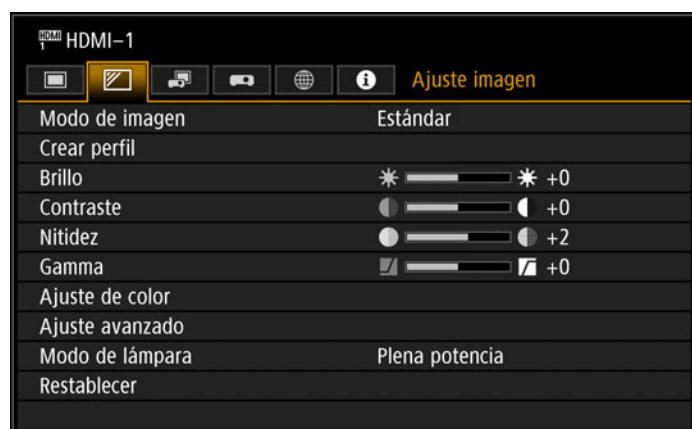 HDMI 1 HDMI–1
Ajuste imagen
Modo de imagen Estándar
Crear perfil
Brillo +0
Contraste +0
Nitidez +2
Gamma +0
Ajuste de color
Ajuste avanzado
Modo de lámpara Plena potencia
Restablecer